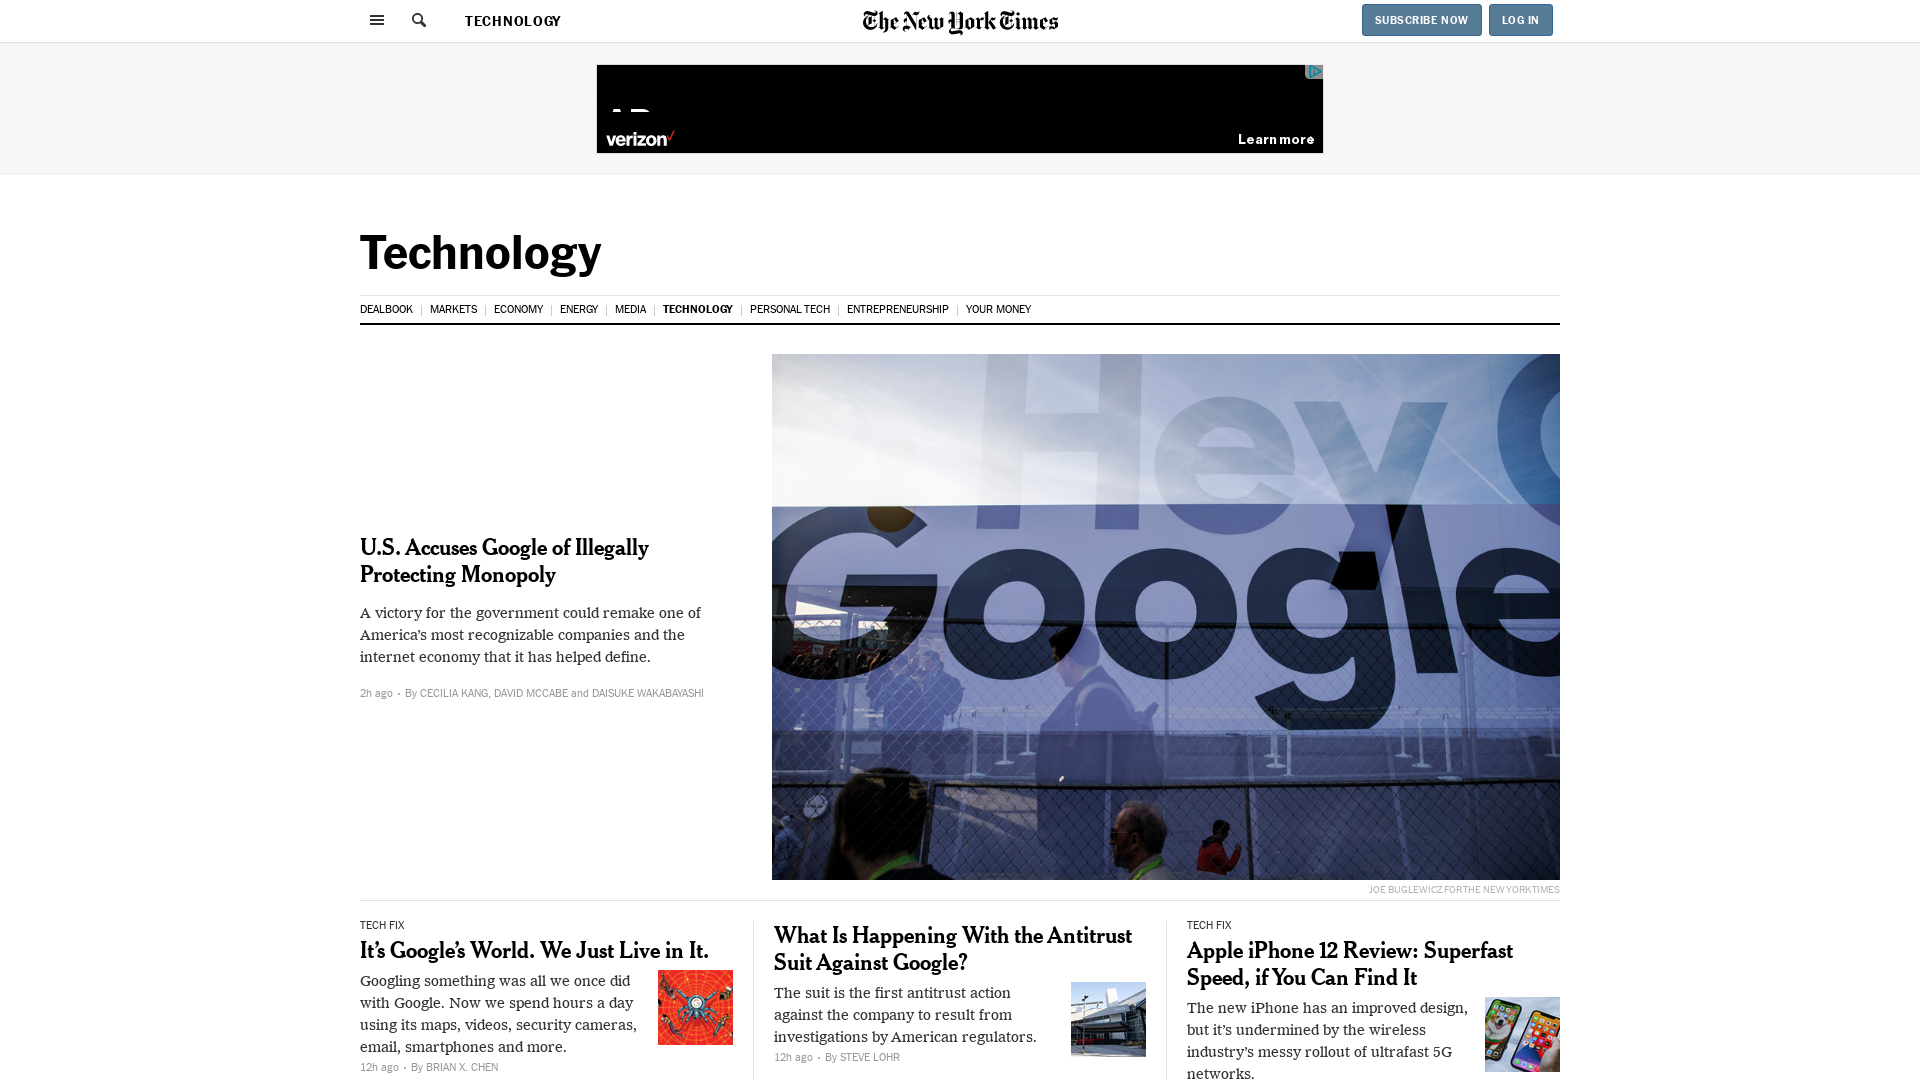 TECHNOLOGY
The New York Times
SUBSCRIBE NOW
LOG IN
verizon
Learn more
Technology
DEALBOOK
MARKETS
ECONOMY
ENERGY
MEDIA
TECHNOLOGY
PERSONAL TECH
ENTREPRENEURSHIP
YOUR MONEY
Hey G
Google
U.S. Accuses Google of Illegally
Protecting Monopoly
A victory for the government could remake one of
America's most recognizable companies and the
internet economy that it has helped define.
2h ago • By CECILIA KANG, DAVID MCCABE and DAISUKE WAKABAYASHI
JOE BUGLEWICZ FOR THE NEW YORK TIMES
TECH FIX
It's Google's World. We Just Live in It.
Googling something was all we once did
with Google. Now we spend hours a day
using its maps, videos, security cameras,
email, smartphones and more.
12h ago • By BRIAN X. CHEN
What Is Happening With the Antitrust
Suit Against Google?
The suit is the first antitrust action
against the company to result from
investigations by American regulators.
12h ago • By STEVE LOHR
TECH FIX
Apple iPhone 12 Review: Superfast
Speed, if You Can Find It
The new iPhone has an improved design,
but it's undermined by the wireless
industry's messy rollout of ultrafast 5G
networks.